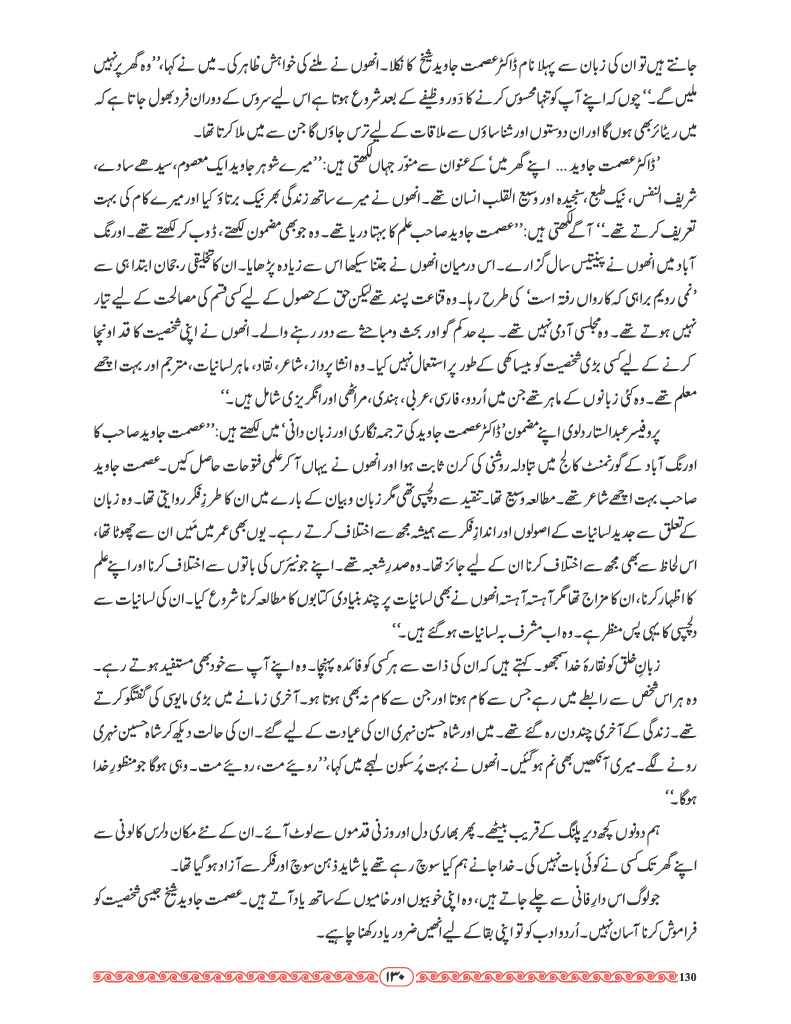 جانتے ہیں تو ان کی زبان سے پہلا نام ڈاکٹر عصمت جاوید شیخ کا نکلا۔ انھوں نے ملنے کی خواہش ظاہر کی۔ میں نے کہا، ’’وہ گھر پر نہیں
ملیں گے۔‘‘ چوں کہ اپنے آپ کو تنہا محسوس کرنے کا دَور وظیفے کے بعد شروع ہوتا ہے اس لیے سروس کے دوران فرد بھول جاتا ہے کہ
میں ریٹائر بھی ہوں گا اور ان دوستوں اور شناساؤں سے ملاقات کے لیے ترس جاؤں گا جن سے میں ملا کرتا تھا۔
’ڈاکٹر عصمت جاوید ... اپنے گھر میں‘ کے عنوان سے منوّر جہاں لکھتی ہیں: ’’میرے شوہر جاوید ایک معصوم، سیدھے سادے،
شریف النفس، نیک طبع، سنجیدہ اور وسیع القلب انسان تھے۔ انھوں نے میرے ساتھ زندگی بھر نیک برتاؤ کیا اور میرے کام کی بہت
تعریف کرتے تھے۔‘‘ آگے لکھتی ہیں: ’’عصمت جاوید صاحب علم کا بہتا دریا تھے۔ وہ جو بھی مضمون لکھتے، ڈوب کر لکھتے تھے۔ اورنگ
آباد میں انھوں نے پینتیس سال گزارے۔ اس درمیان انھوں نے جتنا سیکھا اس سے زیادہ پڑھایا۔ ان کا تخلیقی رجحان ابتدا ہی سے
’نمی رویم براہی کہ کارواں رفتہ است‘ کی طرح رہا۔ وہ قناعت پسند تھے لیکن حق کے حصول کے لیے کسی قسم کی مصالحت کے لیے تیار
نہیں ہوتے تھے۔ وہ مجلسی آدمی نہیں تھے۔ بے حد کم گو اور بحث و مباحثے سے دور رہنے والے۔ انھوں نے اپنی شخصیت کا قد اونچا
کرنے کے لیے کسی بڑی شخصیت کو بیساکھی کے طور پر استعمال نہیں کیا۔ وہ انشا پرداز، شاعر، نقاد، ماہر لسانیات، مترجم اور بہت اچھے
معلم تھے۔ وہ کئی زبانوں کے ماہر تھے جن میں اُردو، فارسی، عربی، ہندی، مراٹھی اور انگریزی شامل ہیں۔‘‘
پروفیسر عبدالستار دلوی اپنے مضمون ’ڈاکٹر عصمت جاوید کی ترجمہ نگاری اور زبان دانی‘ میں لکھتے ہیں: ’’عصمت جاوید صاحب کا
اورنگ آباد کے گورنمنٹ کالج میں تبادلہ روشنی کی کرن ثابت ہوا اور انھوں نے یہاں آ کر علمی فتوحات حاصل کیں۔ عصمت جاوید
صاحب بہت اچھے شاعر تھے۔ مطالعہ وسیع تھا۔ تنقید سے دلچسپی تھی مگر زبان و بیان کے بارے میں ان کا طرزِ فکر روایتی تھا۔ وہ زبان
کے تعلق سے جدید لسانیات کے اصولوں اور اندازِ فکر سے ہمیشہ مجھ سے اختلاف کرتے رہے۔ یوں بھی عمر میں مَیں ان سے چھوٹا تھا،
اس لحاظ سے بھی مجھ سے اختلاف کرنا ان کے لیے جائز تھا۔ وہ صدرِ شعبہ تھے۔ اپنے جونیئرس کی باتوں سے اختلاف کرنا اور اپنے علم
کا اظہار کرنا، ان کا مزاج تھا مگر آہستہ آہستہ انھوں نے بھی لسانیات پر چند بنیادی کتابوں کا مطالعہ کرنا شروع کیا۔ ان کی لسانیات سے
دلچسپی کا یہی پس منظر ہے۔ وہ اب مشرف بہ لسانیات ہو گئے ہیں۔‘‘
زبانِ خلق کو نقارۂ خدا سمجھو۔ کہتے ہیں کہ ان کی ذات سے ہر کسی کو فائدہ پہنچا۔ وہ اپنے آپ سے خود بھی مستفید ہوتے رہے۔
وہ ہر اس شخص سے رابطے میں رہے جس سے کام ہوتا اور جن سے کام نہ بھی ہوتا ہو۔ آخری زمانے میں بڑی مایوسی کی گفتگو کرتے
تھے۔ زندگی کے آخری چند دن رہ گئے تھے۔ میں اور شاہ حسین نہری ان کی عیادت کے لیے گئے۔ ان کی حالت دیکھ کر شاہ حسین نہری
رونے لگے۔ میری آنکھیں بھی نم ہو گئیں۔ انھوں نے بہت پُرسکون لہجے میں کہا، ’’روئیے مت، روئیے مت۔ وہی ہوگا جو منظورِ خدا
ہوگا۔‘‘
ہم دونوں کچھ دیر پلنگ کے قریب بیٹھے۔ پھر بھاری دل اور وزنی قدموں سے لوٹ آئے۔ ان کے نئے مکان دلرس کالونی سے
اپنے گھر تک کسی نے کوئی بات نہیں کی۔ خدا جانے ہم کیا سوچ رہے تھے یا شاید ذہن سوچ اور فکر سے آزاد ہو گیا تھا۔
جو لوگ اس دارِ فانی سے چلے جاتے ہیں، وہ اپنی خوبیوں اور خامیوں کے ساتھ یاد آتے ہیں۔ عصمت جاوید شیخ جیسی شخصیت کو
فراموش کرنا آسان نہیں۔ اُردو ادب کو تو اپنی بقا کے لیے انھیں ضرور یاد رکھنا چاہیے۔
۱۳۰
130